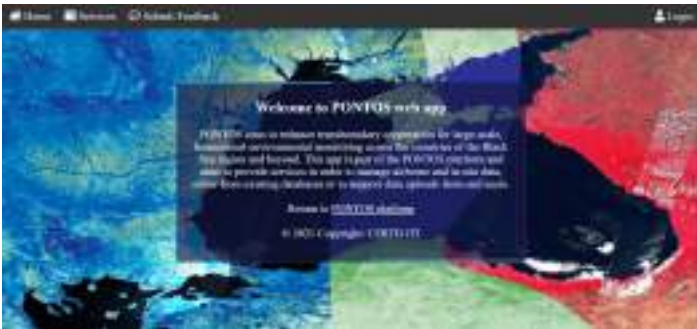 Home Services Submit Feedback Login
Welcome to PONTOS web app
PONTOS aims to enhance transboundary cooperation for large scale,
environmental monitoring across the countries of the Black
Sea Region and beyond. This app is part of the PONTOS platform and
aims to provide services in order to manage airborne and in situ data,
either from existing databases or to support data uploads from end users.
Return to PONTOS platform
© 2021 Copyright: CERTH-ITI